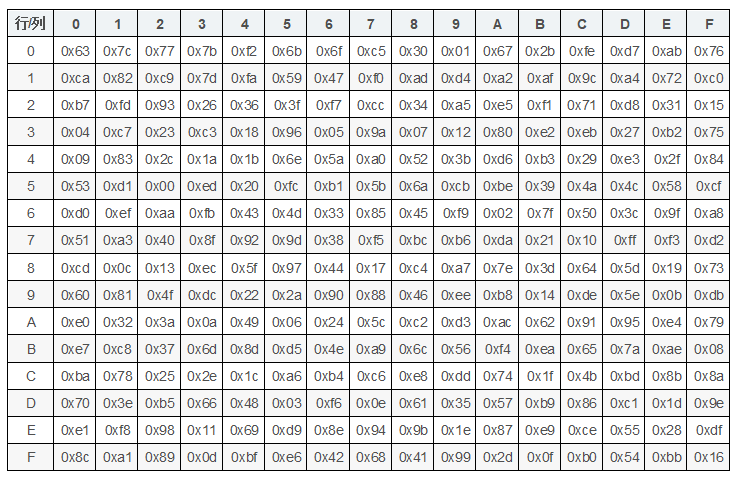 行/列 0 1 2 3 4 5 6 7 8 9 A B C D E F
0 0x63 0x7c 0x77 0x7b 0xf2 0x6b 0x6f 0xc5 0x30 0x01 0x67 0x2b 0xfe 0xd7 0xab 0x76
1 0xca 0x82 0xc9 0x7d 0xfa 0x59 0x47 0xf0 0xad 0xd4 0xa2 0xaf 0x9c 0xa4 0x72 0xc0
2 0xb7 0xfd 0x93 0x26 0x36 0x3f 0xf7 0xcc 0x34 0xa5 0xe5 0xf1 0x71 0xd8 0x31 0x15
3 0x04 0xc7 0x23 0xc3 0x18 0x96 0x05 0x9a 0x07 0x12 0x80 0xe2 0xeb 0x27 0xb2 0x75
4 0x09 0x83 0x2c 0x1a 0x1b 0x6e 0x5a 0xa0 0x52 0x3b 0xd6 0xb3 0x29 0xe3 0x2f 0x84
5 0x53 0xd1 0x00 0xed 0x20 0xfc 0xb1 0x5b 0x6a 0xcb 0xbe 0x39 0x4a 0x4c 0x58 0xcf
6 0xd0 0xef 0xaa 0xfb 0x43 0x4d 0x33 0x85 0x45 0xf9 0x02 0x7f 0x50 0x3c 0x9f 0xa8
7 0x51 0xa3 0x40 0x8f 0x92 0x9d 0x38 0xf5 0xbc 0xb6 0xda 0x21 0x10 0xff 0xf3 0xd2
8 0xcd 0x0c 0x13 0xec 0x5f 0x97 0x44 0x17 0xc4 0xa7 0x7e 0x3d 0x64 0x5d 0x19 0x73
9 0x60 0x81 0x4f 0xdc 0x22 0x2a 0x90 0x88 0x46 0xee 0xb8 0x14 0xde 0x5e 0x0b 0xdb
A 0xe0 0x32 0x3a 0x0a 0x49 0x06 0x24 0x5c 0xc2 0xd3 0xac 0x62 0x91 0x95 0xe4 0x79
B 0xe7 0xc8 0x37 0x6d 0x8d 0xd5 0x4e 0xa9 0x6c 0x56 0xf4 0xea 0x65 0x7a 0xae 0x08
C 0xba 0x78 0x25 0x2e 0x1c 0xa6 0xb4 0xc6 0xe8 0xdd 0x74 0x1f 0x4b 0xbd 0x8b 0x8a
D 0x70 0x3e 0xb5 0x66 0x48 0x03 0xf6 0x0e 0x61 0x35 0x57 0xb9 0x86 0xc1 0x1d 0x9e
E 0xe1 0xf8 0x98 0x11 0x69 0xd9 0x8e 0x94 0x9b 0x1e 0x87 0xe9 0xce 0x55 0x28 0xdf
F 0x8c 0xa1 0x89 0x0d 0xbf 0xe6 0x42 0x68 0x41 0x99 0x2d 0x0f 0xb0 0x54 0xbb 0x16